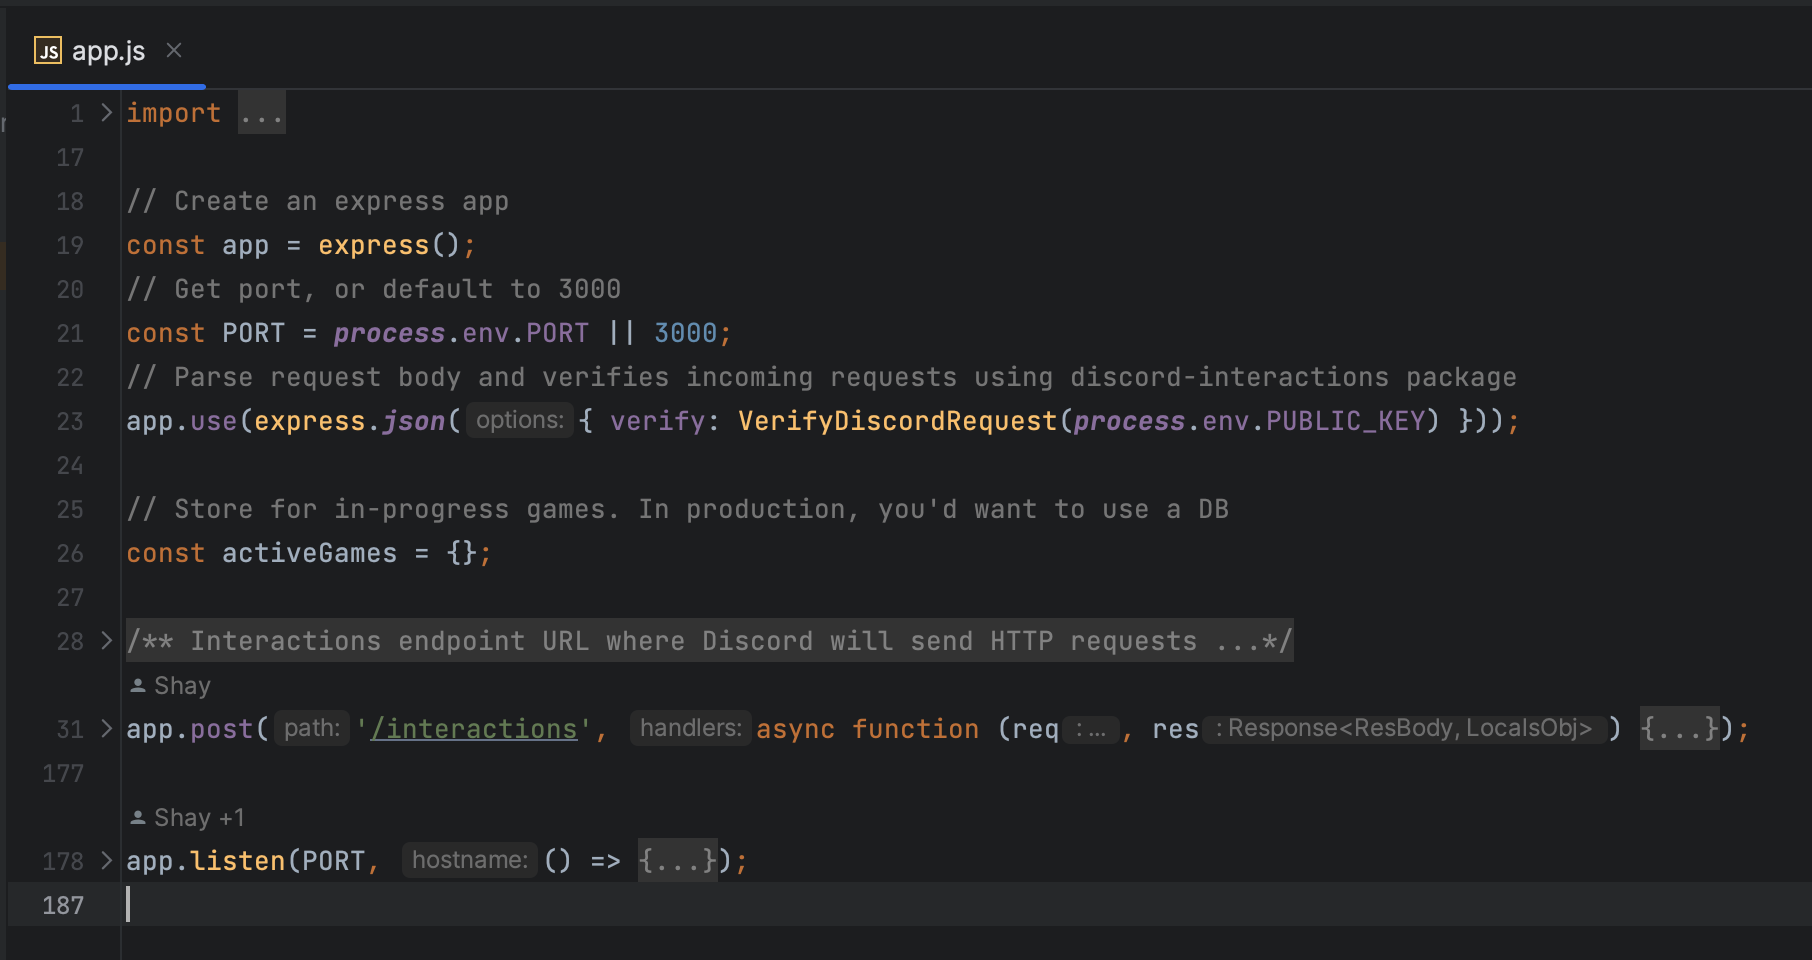 JS app.js ×
1 import ...
17
18 // Create an express app
19 const app = express();
20 // Get port, or default to 3000
21 const PORT = process.env.PORT || 3000;
22 // Parse request body and verifies incoming requests using discord-interactions package
23 app.use(express.json( options: { verify: VerifyDiscordRequest(process.env.PUBLIC_KEY) }));
24
25 // Store for in-progress games. In production, you'd want to use a DB
26 const activeGames = {};
27
28 /** Interactions endpoint URL where Discord will send HTTP requests ...*/
Shay
31 app.post( path: '/interactions', handlers: async function (req : ... , res : Response<ResBody, LocalsObj> ) {...});
177
Shay +1
178 app.listen(PORT, hostname: () => {...});
187